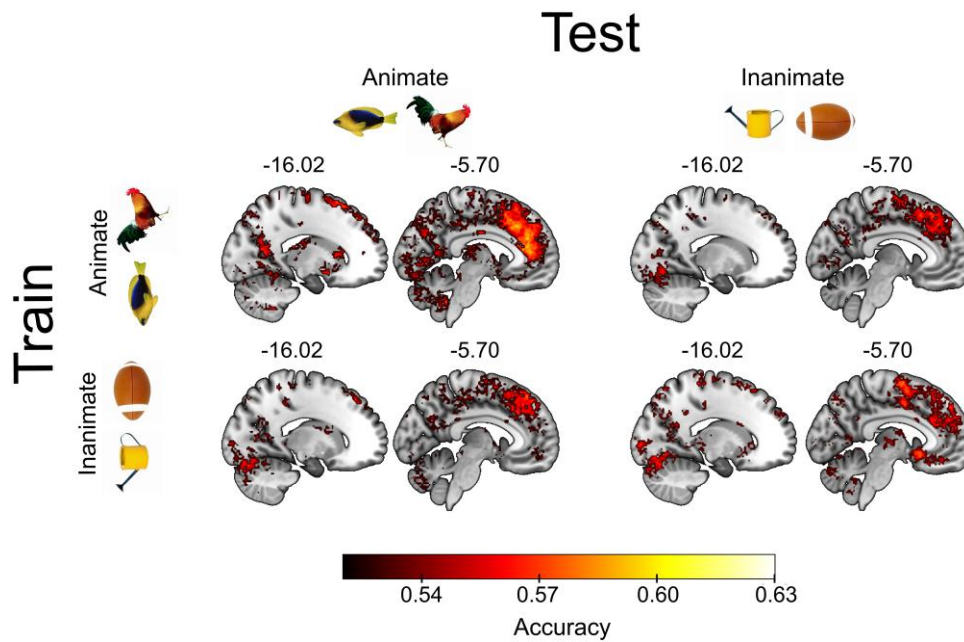 Test
Animate
Inanimate
-16.02
-5.70
-16.02
-5.70
Train
Animate
-16.02
-5.70
-16.02
-5.70
Inanimate
0.54
0.57
0.60
0.63
Accuracy